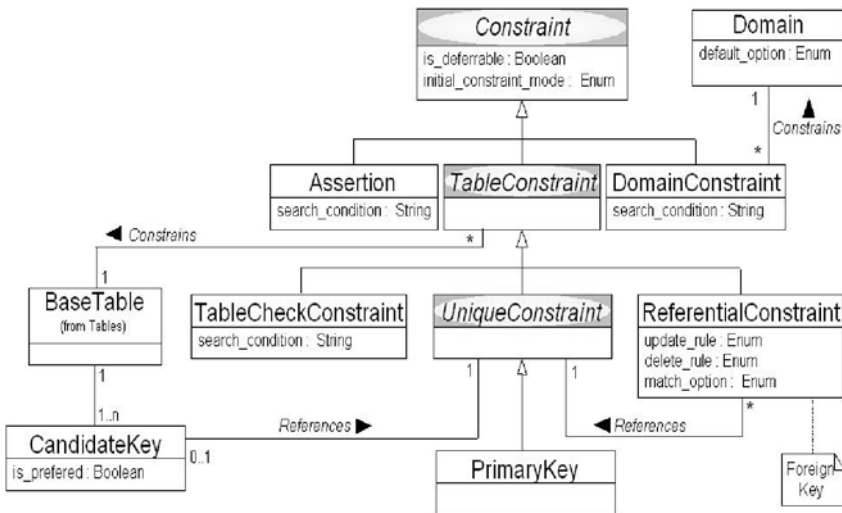 Constraint
is_deferrable : Boolean
initial_constraint_mode : Enum
Domain
default_option : Enum
1
Constrains
*
Assertion
search_condition : String
TableConstraint
DomainConstraint
search_condition : String
Constrains
*
1
BaseTable
(from Tables)
TableCheckConstraint
search_condition : String
UniqueConstraint
ReferentialConstraint
update_rule : Enum
delete_rule : Enum
match_option : Enum
1
1
1
*
1..n
References
References
CandidateKey
is_prefered : Boolean
0..1
PrimaryKey
Foreign
Key